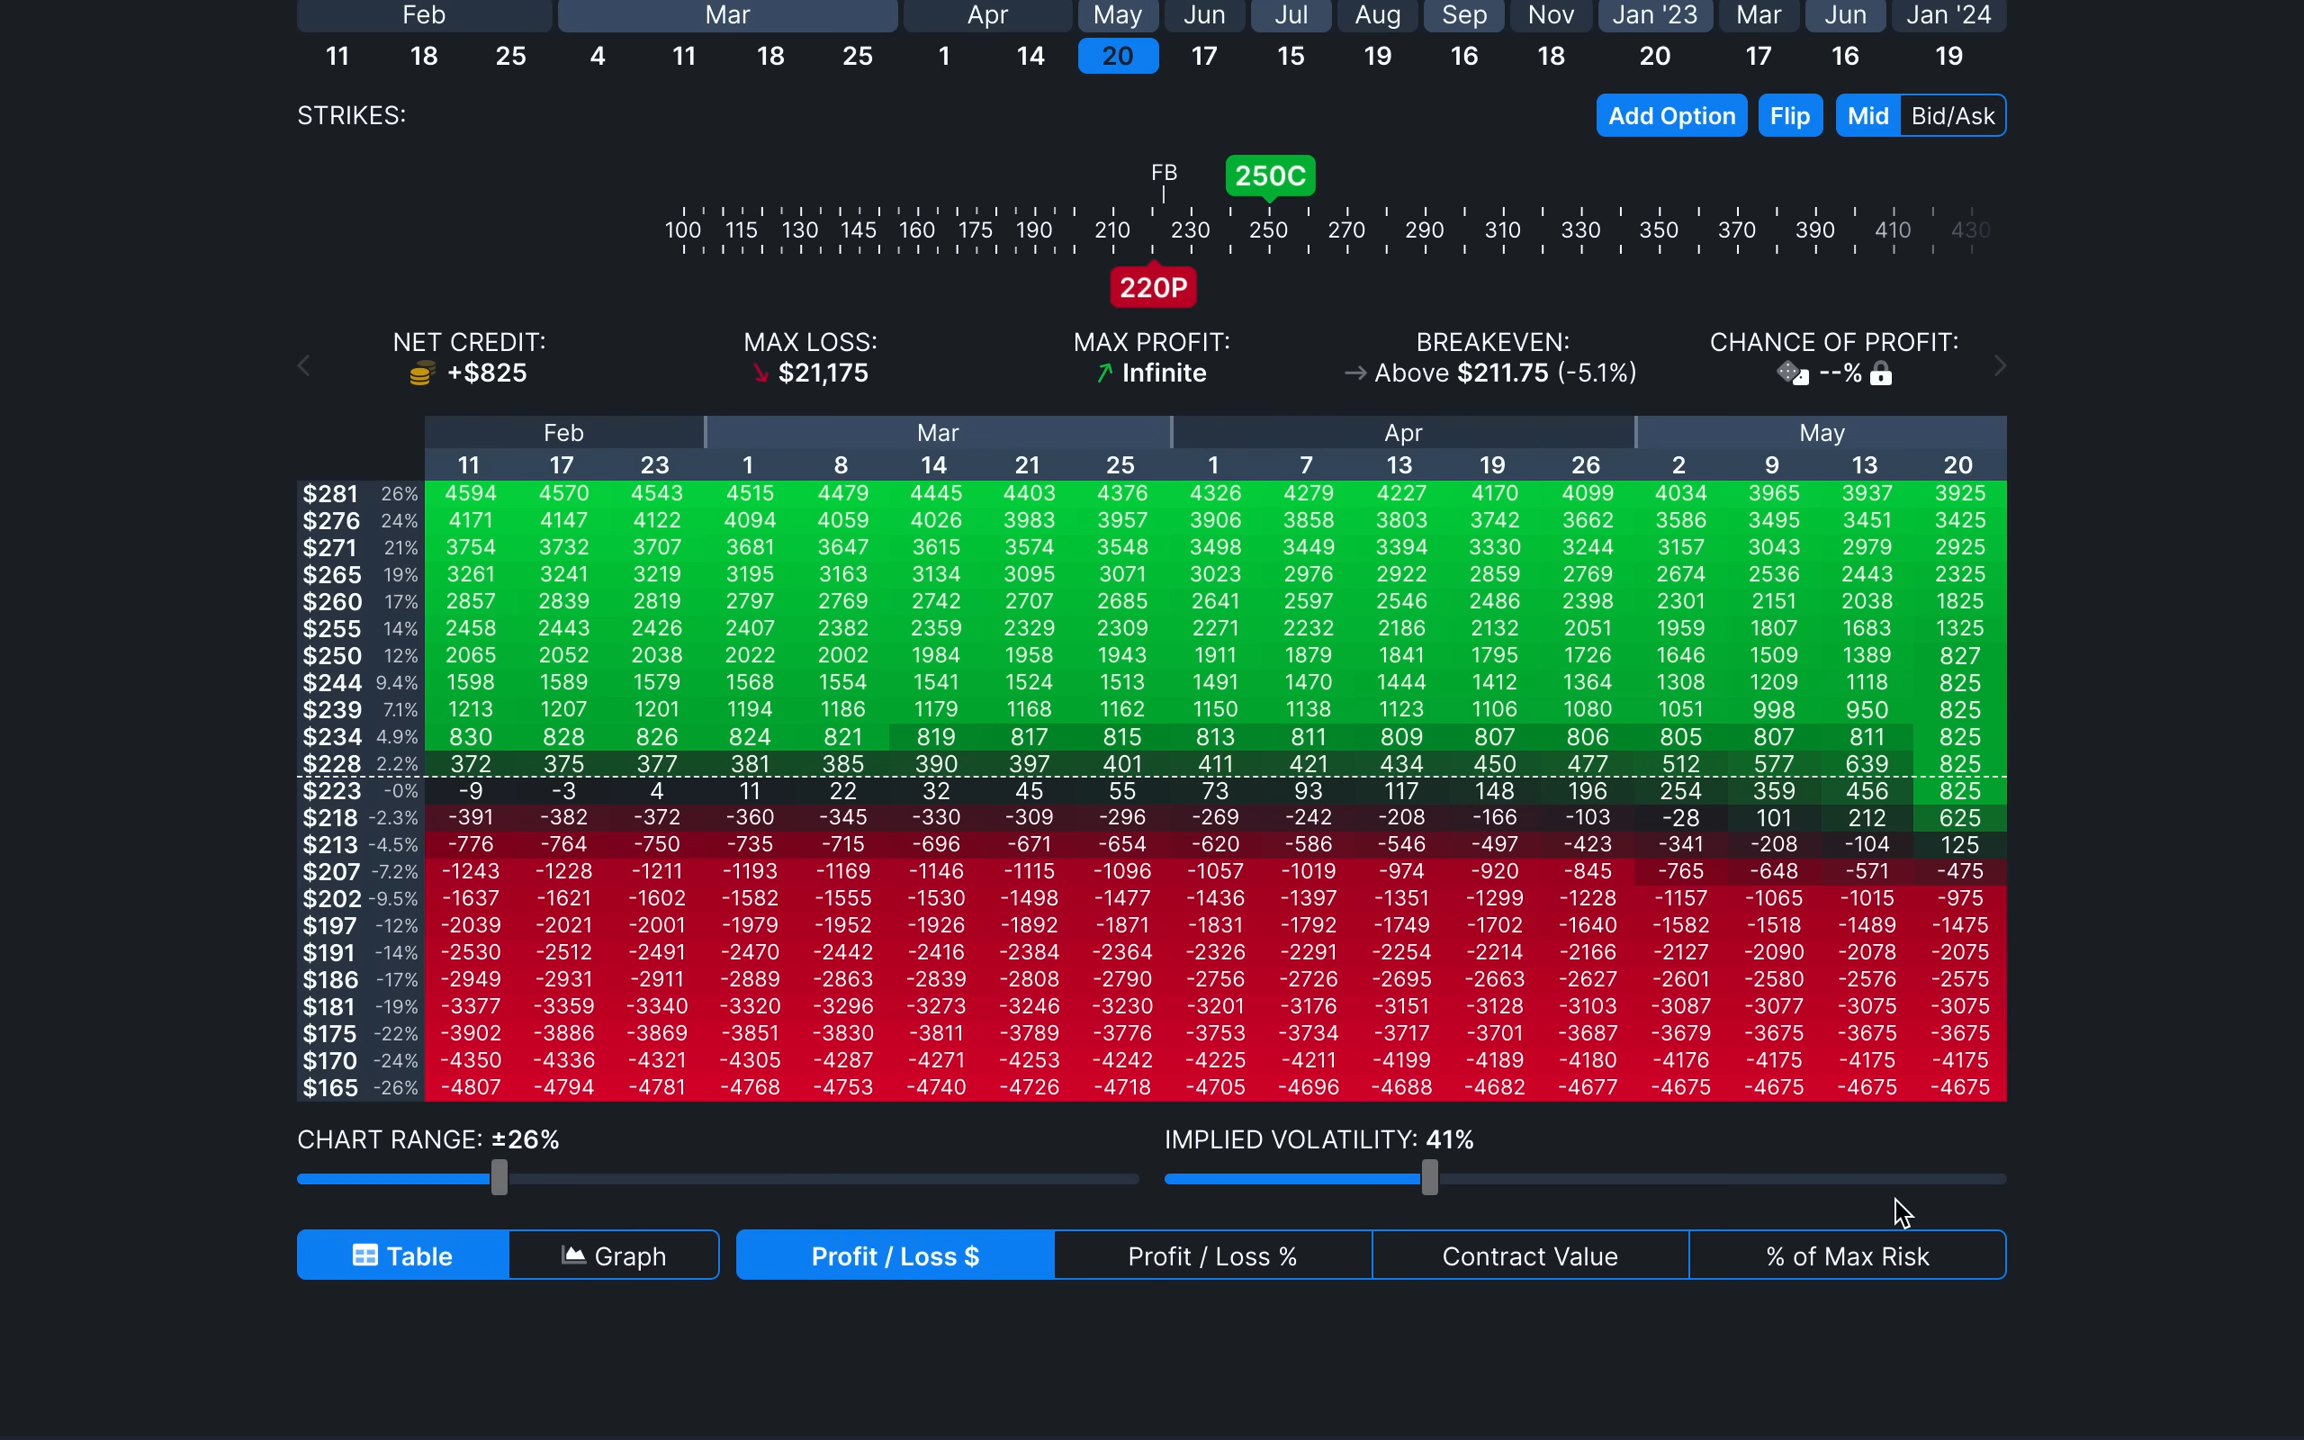 Feb Mar Apr May Jun Jul Aug Sep Nov Jan '23 Mar Jun Jan '24
11 18 25 4 11 18 25 1 14 20 17 15 19 16 18 20 17 16 19
STRIKES: Add Option Flip Mid Bid/Ask
FB 250C
100 115 130 145 160 175 190 210 230 250 270 290 310 330 350 370 390 410 430
220P
NET CREDIT: MAX LOSS: MAX PROFIT: BREAKEVEN: CHANCE OF PROFIT:
+$825 $21,175 Infinite Above $211.75 (-5.1%) --%
Feb Mar Apr May
11 17 23 1 8 14 21 25 1 7 13 19 26 2 9 13 20
$281 26% 4594 4570 4543 4515 4479 4445 4403 4376 4326 4279 4227 4170 4099 4034 3965 3937 3925
$276 24% 4171 4147 4122 4094 4059 4026 3983 3957 3906 3858 3803 3742 3662 3586 3495 3451 3425
$271 21% 3754 3732 3707 3681 3647 3615 3574 3548 3498 3449 3394 3330 3244 3157 3043 2979 2925
$265 19% 3261 3241 3219 3195 3163 3134 3095 3071 3023 2976 2922 2859 2769 2674 2536 2443 2325
$260 17% 2857 2839 2819 2797 2769 2742 2707 2685 2641 2597 2546 2486 2398 2301 2151 2038 1825
$255 14% 2458 2443 2426 2407 2382 2359 2329 2309 2271 2232 2186 2132 2051 1959 1807 1683 1325
$250 12% 2065 2052 2038 2022 2002 1984 1958 1943 1911 1879 1841 1795 1726 1646 1509 1389 827
$244 9.4% 1598 1589 1579 1568 1554 1541 1524 1513 1491 1470 1444 1412 1364 1308 1209 1118 825
$239 7.1% 1213 1207 1201 1194 1186 1179 1168 1162 1150 1138 1123 1106 1080 1051 998 950 825
$234 4.9% 830 828 826 824 821 819 817 815 813 811 809 807 806 805 807 811 825
$228 2.2% 372 375 377 381 385 390 397 401 411 421 434 450 477 512 577 639 825
$223 -0% -9 -3 4 11 22 32 45 55 73 93 117 148 196 254 359 456 825
$218 -2.3% -391 -382 -372 -360 -345 -330 -309 -296 -269 -242 -208 -166 -103 -28 101 212 625
$213 -4.5% -776 -764 -750 -735 -715 -696 -671 -654 -620 -586 -546 -497 -423 -341 -208 -104 125
$207 -7.2% -1243 -1228 -1211 -1193 -1169 -1146 -1115 -1096 -1057 -1019 -974 -920 -845 -765 -648 -571 -475
$202 -9.5% -1637 -1621 -1602 -1582 -1555 -1530 -1498 -1477 -1436 -1397 -1351 -1299 -1228 -1157 -1065 -1015 -975
$197 -12% -2039 -2021 -2001 -1979 -1952 -1926 -1892 -1871 -1831 -1792 -1749 -1702 -1640 -1582 -1518 -1489 -1475
$191 -14% -2530 -2512 -2491 -2470 -2442 -2416 -2384 -2364 -2326 -2291 -2254 -2214 -2166 -2127 -2090 -2078 -2075
$186 -17% -2949 -2931 -2911 -2889 -2863 -2839 -2808 -2790 -2756 -2726 -2695 -2663 -2627 -2601 -2580 -2576 -2575
$181 -19% -3377 -3359 -3340 -3320 -3296 -3273 -3246 -3230 -3201 -3176 -3151 -3128 -3103 -3087 -3077 -3075 -3075
$175 -22% -3902 -3886 -3869 -3851 -3830 -3811 -3789 -3776 -3753 -3734 -3717 -3701 -3687 -3679 -3675 -3675 -3675
$170 -24% -4350 -4336 -4321 -4305 -4287 -4271 -4253 -4242 -4225 -4211 -4199 -4189 -4180 -4176 -4175 -4175 -4175
$165 -26% -4807 -4794 -4781 -4768 -4753 -4740 -4726 -4718 -4705 -4696 -4688 -4682 -4677 -4675 -4675 -4675 -4675
CHART RANGE: ±26% IMPLIED VOLATILITY: 41%
Table Graph Profit / Loss $ Profit / Loss % Contract Value % of Max Risk